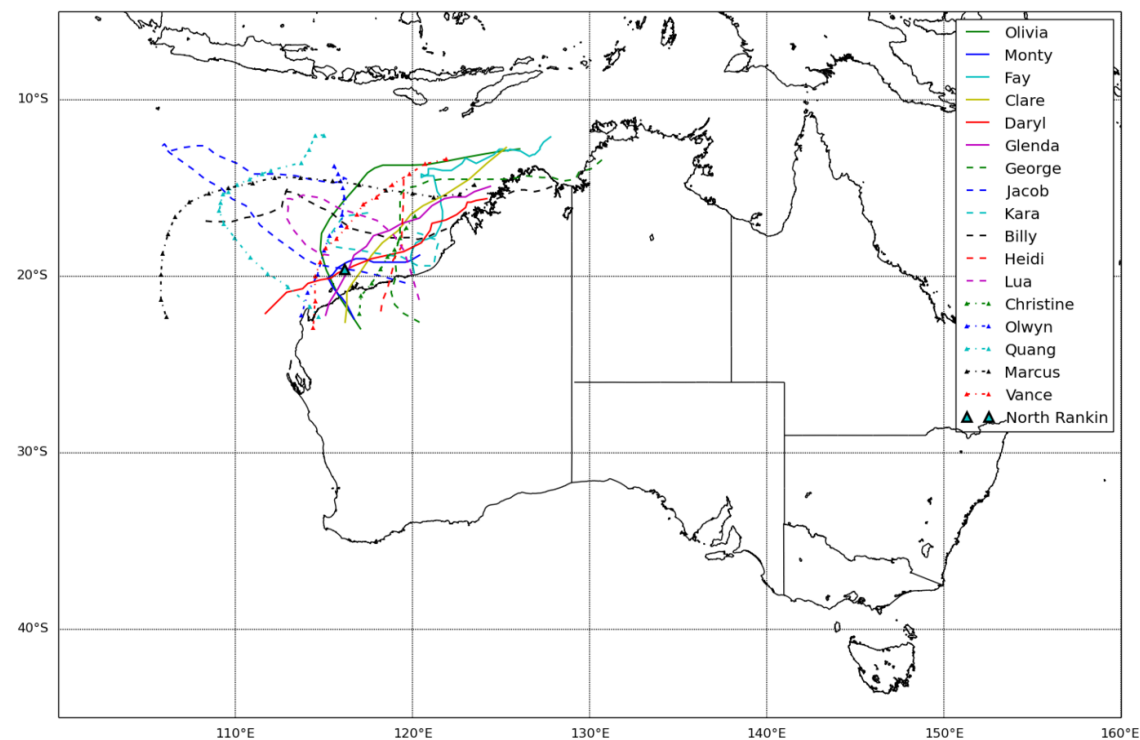 Olivia
Monty
Fay
Clare
Daryl
Glenda
George
Jacob
Kara
Billy
Heidi
Lua
Christine
Olwyn
Quang
Marcus
Vance
North Rankin
10°S
20°S
30°S
40°S
110°E
120°E
130°E
140°E
150°E
160°E